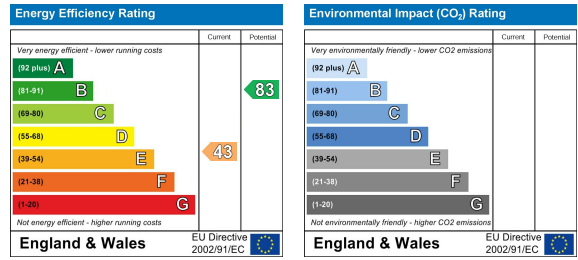 Energy Efficiency Rating
Current Potential
Very energy efficient - lower running costs
(92 plus) A
(81-91) B
83
(69-80) C
(55-68) D
(39-54) E
43
(21-38) F
(1-20) G
Not energy efficient - higher running costs
England & Wales
EU Directive
2002/91/EC
Environmental Impact (CO₂) Rating
Current Potential
Very environmentally friendly - lower CO2 emissions
(92 plus) A
(81-91) B
(69-80) C
(55-68) D
(39-54) E
(21-38) F
(1-20) G
Not environmentally friendly - higher CO2 emissions
England & Wales
EU Directive
2002/91/EC